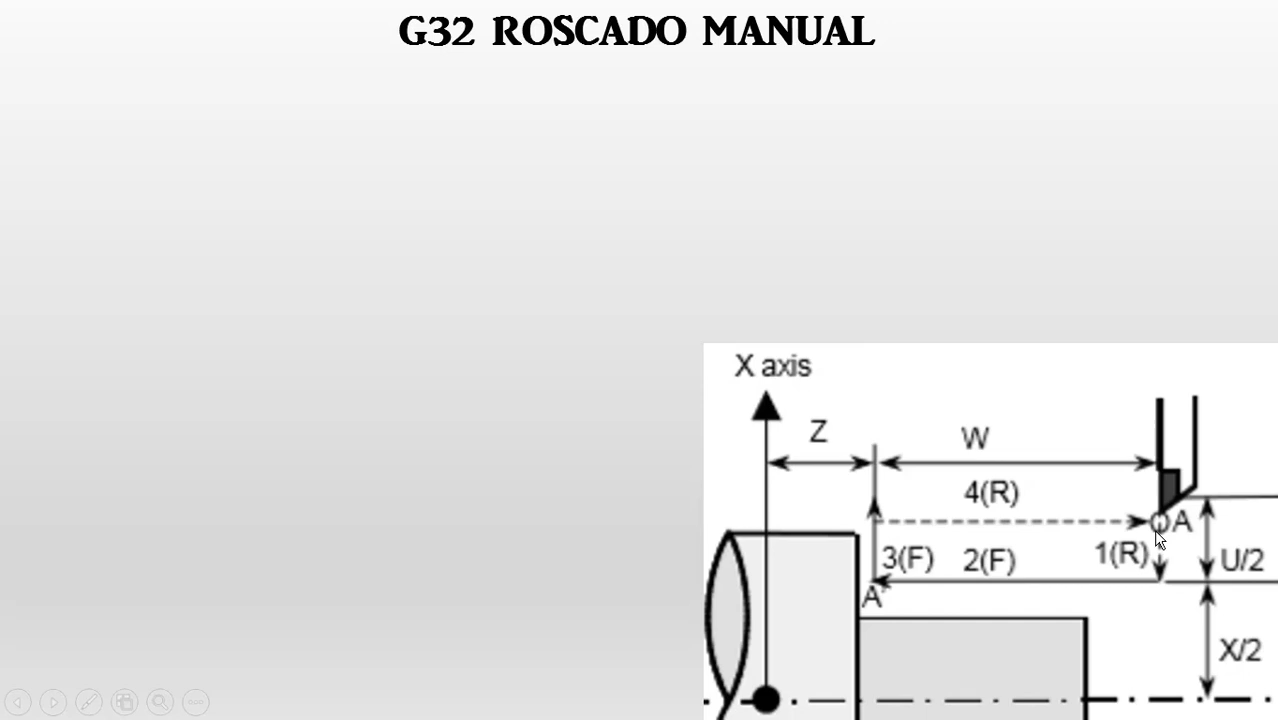 G32 ROSCADO MANUAL
X axis
Z
W
4(R)
A
3(F)
2(F)
1(R)
U/2
A'
X/2